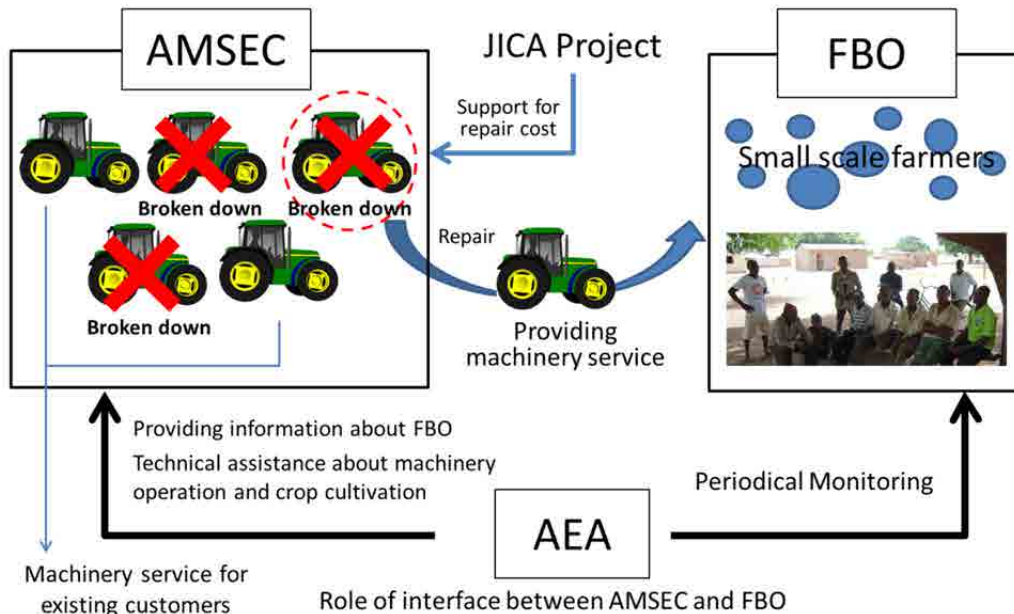 AMSEC
JICA Project
FBO
Support for
repair cost
Small scale farmers
Broken down
Broken down
Repair
Broken down
Providing
machinery service
Providing information about FBO
Technical assistance about machinery
operation and crop cultivation
Periodical Monitoring
AEA
Machinery service for
existing customers
Role of interface between AMSEC and FBO